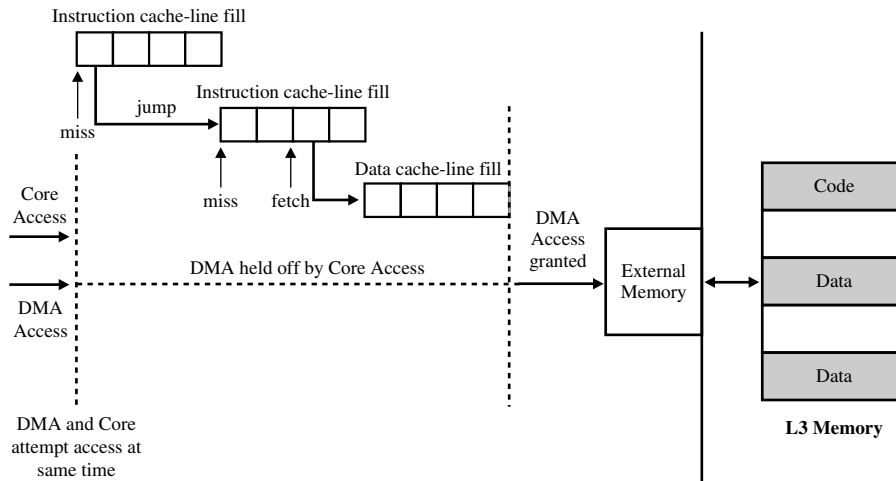 Instruction cache-line fill
jump
miss
Instruction cache-line fill
miss
fetch
Data cache-line fill
Core
Access
DMA
Access
DMA held off by Core Access
DMA
Access
granted
External
Memory
Code
Data
Data
L3 Memory
DMA and Core
attempt access at
same time